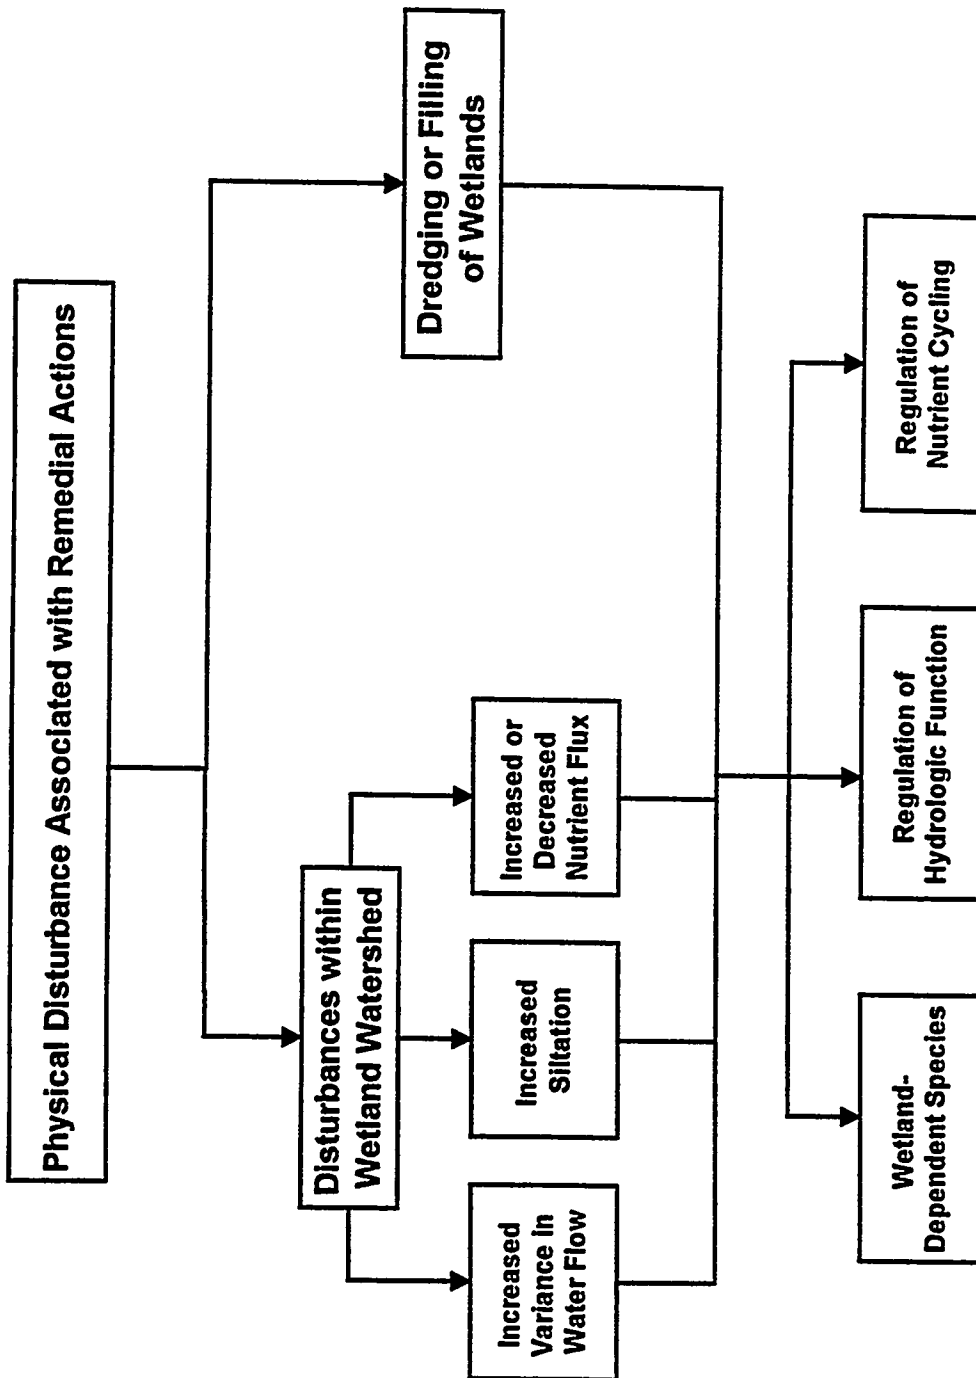 Physical Disturbance Associated with Remedial Actions
Disturbances within
Wetland Watershed
Dredging or Filling
of Wetlands
Increased
Variance in
Water Flow
Increased
Siltation
Increased or
Decreased
Nutrient Flux
Wetland-
Dependent Species
Regulation of
Hydrologic Function
Regulation of
Nutrient Cycling